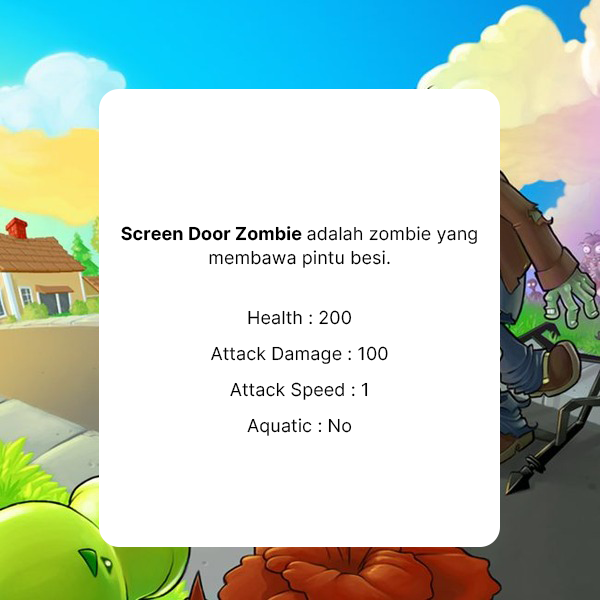 Screen Door Zombie adalah zombie yang
membawa pintu besi.
Health : 200
Attack Damage : 100
Attack Speed : 1
Aquatic : No